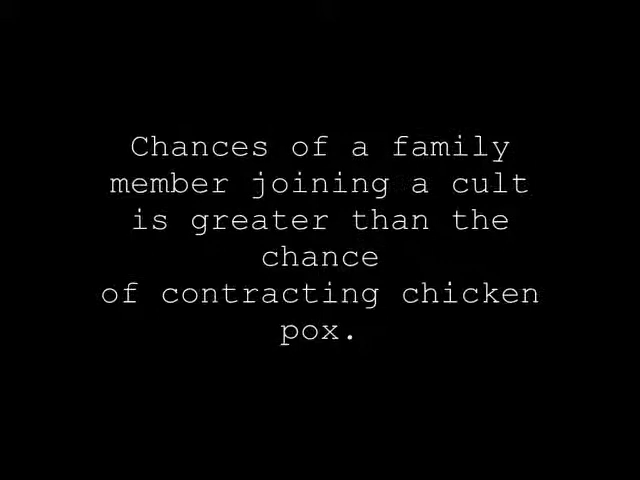 Chances of a family
member joining a cult
is greater than the
chance
of contracting chicken
pox.